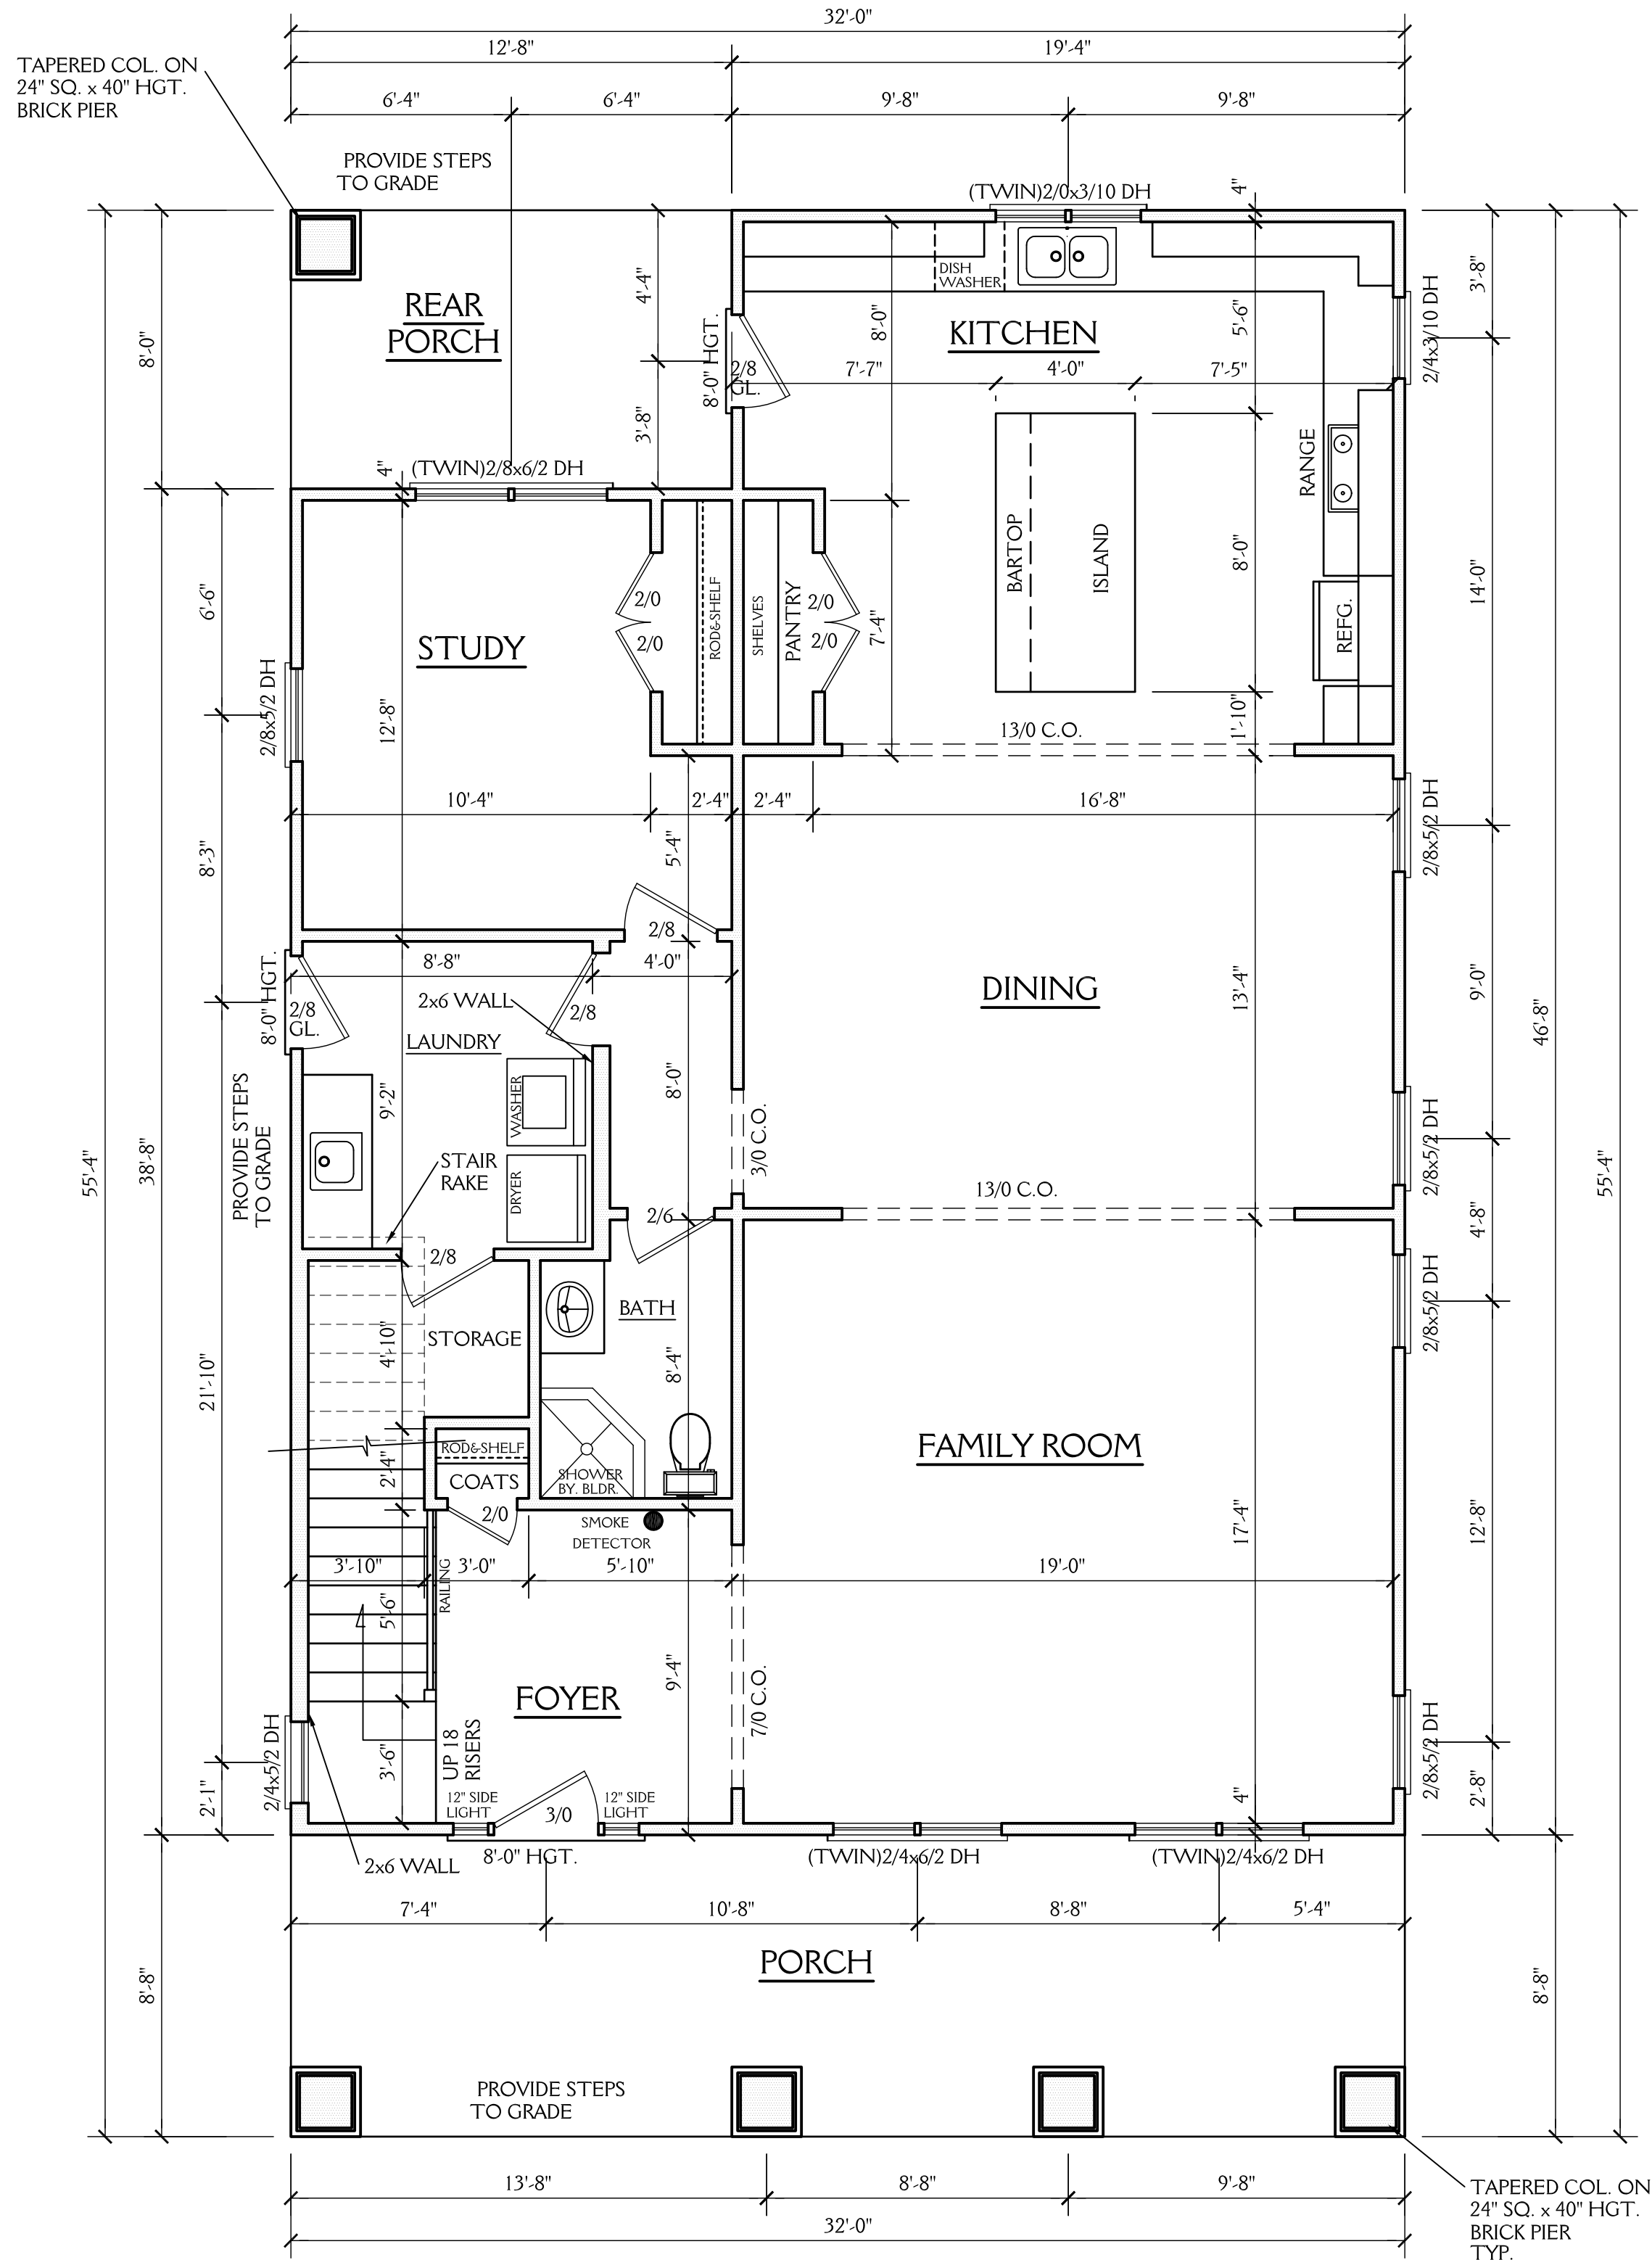 32'-0"
12'-8"
19'-4"
TAPERED COL. ON
24" SQ. x 40" HGT.
BRICK PIER
6'-4"
6'-4"
9'-8"
9'-8"
PROVIDE STEPS
TO GRADE
(TWIN)2/0x3/10 DH
4"
REAR
PORCH
4'-4"
8'-0"
3'-8"
8'-0" HGT.
2/8
GL.
DISH
WASHER
KITCHEN
8'-0"
5'-6"
7'-7"
4'-0"
7'-5"
2/4x3/10 DH
3'-8"
RANGE
4"
(TWIN)2/8x6/2 DH
6'-6"
STUDY
2/8x5/2 DH
12'-8"
2/0
2/0
ROD&SHELF
SHELVES
PANTRY
2/0
2/0
7'-4"
BARTOP
ISLAND
8'-0"
REFG.
14'-0"
13/0 C.O.
1'-10"
10'-4"
2'-4"
2'-4"
16'-8"
2/8x5/2 DH
8'-3"
5'-4"
2/8
8'-8"
4'-0"
8'-0" HGT.
2/8
GL.
2x6 WALL
2/8
LAUNDRY
DINING
13'-4"
9'-0"
46'-8"
PROVIDE STEPS
TO GRADE
9'-2"
WASHER
8'-0"
3/0 C.O.
2/8x5/2 DH
55'-4"
38'-8"
55'-4"
STAIR
RAKE
DRYER
13/0 C.O.
2/6
4'-8"
2/8
2/8x5/2 DH
BATH
STORAGE
4'-10"
8'-4"
21'-10"
FAMILY ROOM
ROD&SHELF
2'-4"
COATS
SHOWER
BY. BLDR.
2/0
SMOKE
DETECTOR
17'-4"
12'-8"
3'-10"
3'-0"
5'-10"
19'-0"
RAILING
5'-6"
9'-4"
FOYER
7/0 C.O.
UP 18
RISERS
3'-6"
2/4x5/2 DH
2'-1"
12" SIDE
LIGHT
3/0
12" SIDE
LIGHT
4"
2/8x5/2 DH
2'-8"
2x6 WALL
8'-0" HGT.
(TWIN)2/4x6/2 DH
(TWIN)2/4x6/2 DH
7'-4"
10'-8"
8'-8"
5'-4"
PORCH
8'-8"
8'-8"
PROVIDE STEPS
TO GRADE
13'-8"
8'-8"
9'-8"
32'-0"
TAPERED COL. ON
24" SQ. x 40" HGT.
BRICK PIER
TYP.